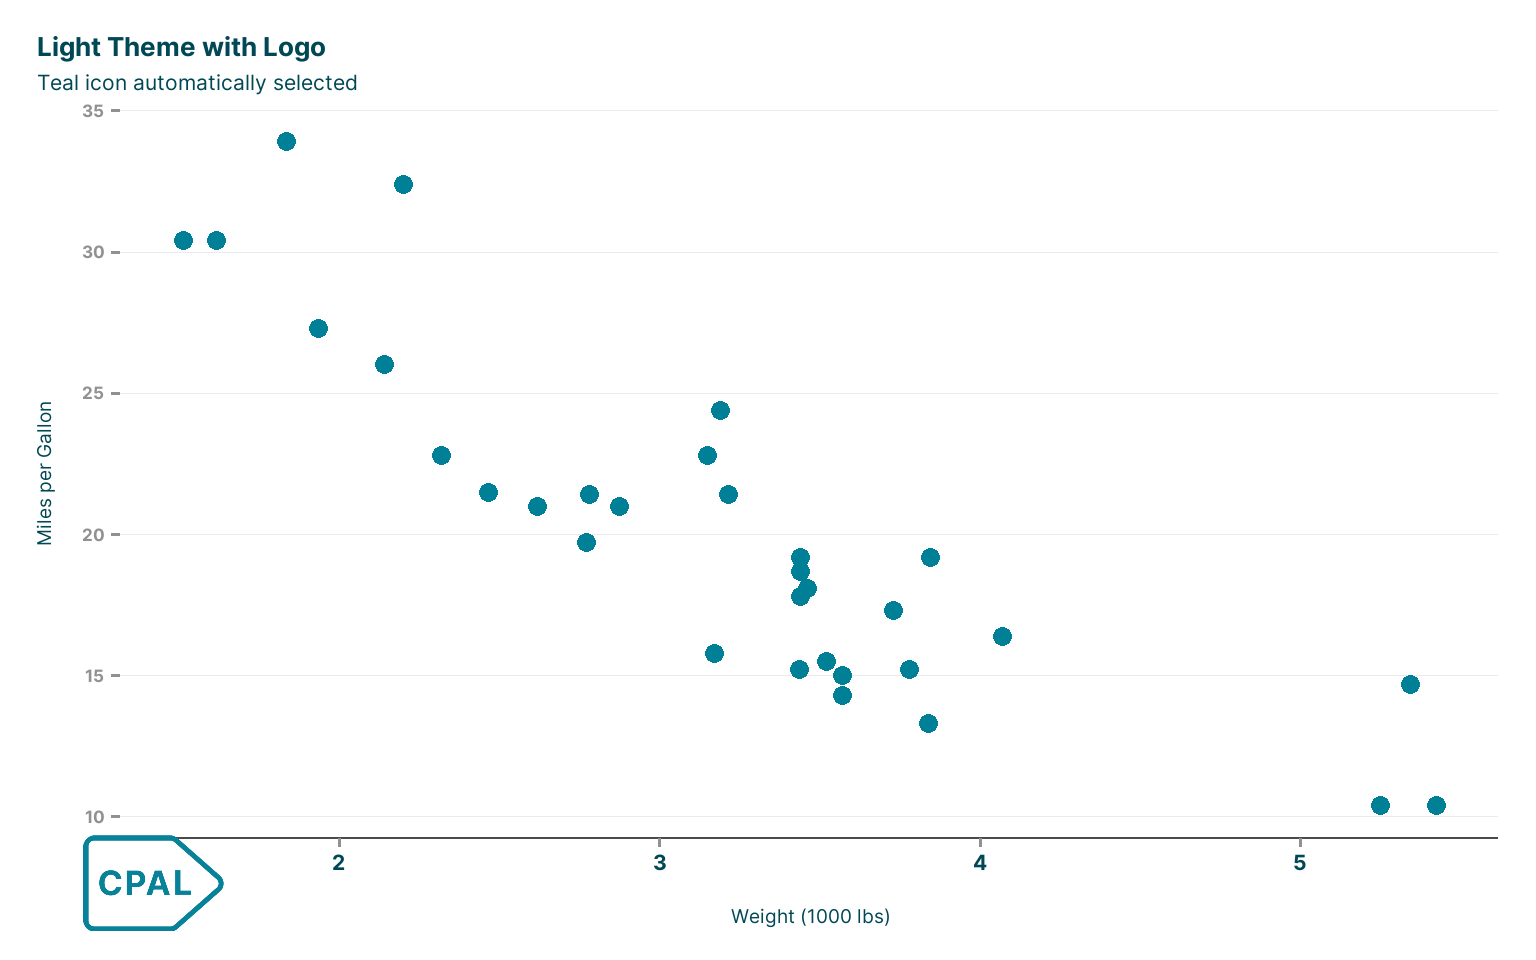 Light Theme with Logo
Teal icon automatically selected
35
30
25
20
15
10
Miles per Gallon
2 3 4 5
CPAL
Weight (1000 lbs)